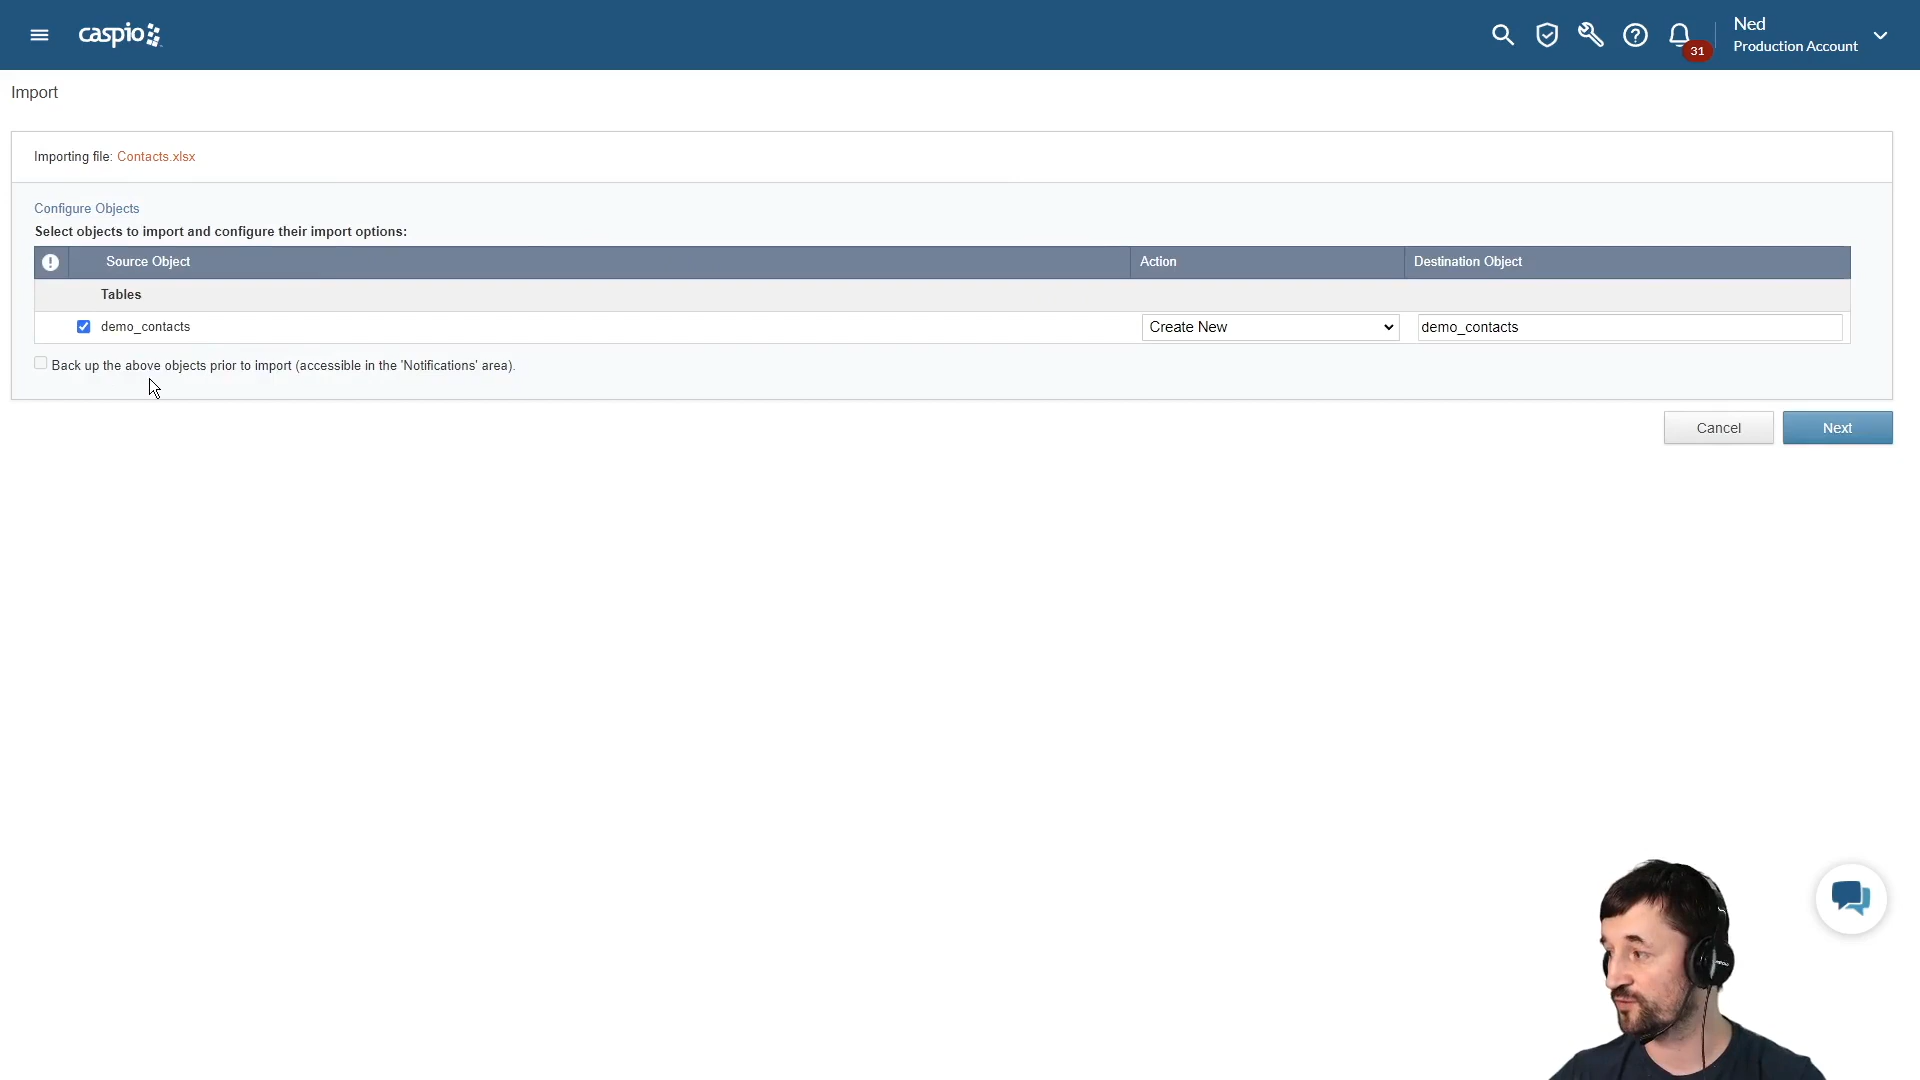 caspio
31
Ned
Production Account
Import
Importing file: Contacts.xlsx
Configure Objects
Select objects to import and configure their import options:
Source Object Action Destination Object
Tables
demo_contacts Create New demo_contacts
Back up the above objects prior to import (accessible in the 'Notifications' area).
Cancel Next